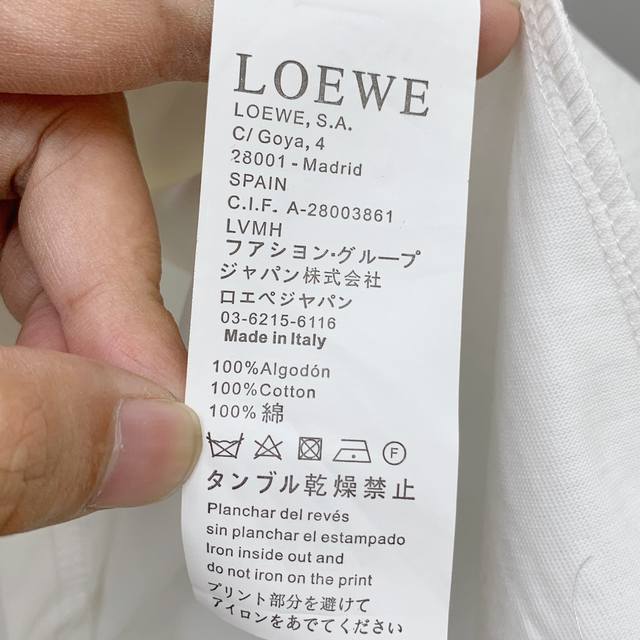 LOEWE
LOEWE, S.A.
C/ Goya, 4
28001 - Madrid
SPAIN
C.I.F. A-28003861
LVMH
フアシヨン・グループ
ジャパン株式会社
ロエペジャパン
03-6215-6116
Made in Italy
100%Algodón
100%Cotton
100% 綿
F
タンブル乾燥禁止
Planchar del revés
sin planchar el estampado
Iron inside out and
do not iron on the print
プリント部分を避けて
アイロンをあでてください